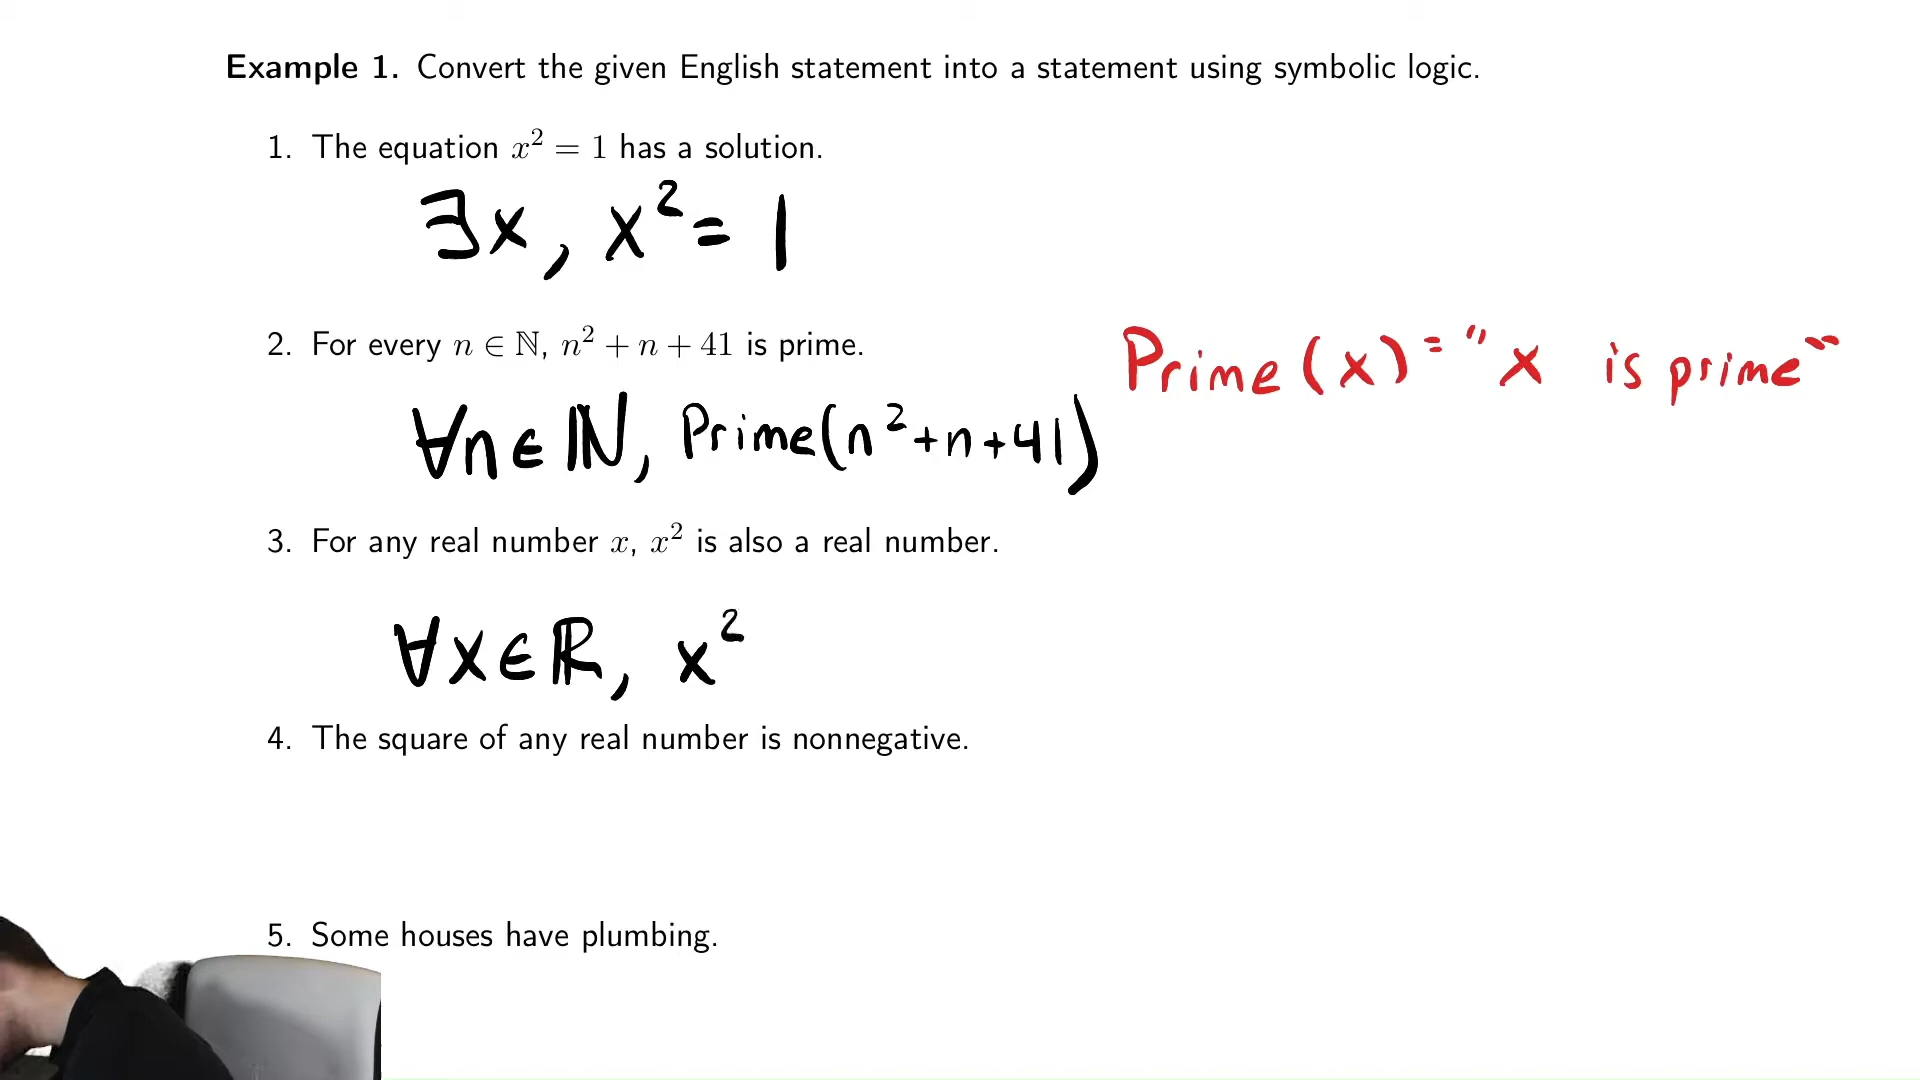 Example 1. Convert the given English statement into a statement using symbolic logic.
1. The equation x² = 1 has a solution.
∃x, x² = 1
2. For every n ∈ ℕ, n² + n + 41 is prime.
Prime(x) = "x is prime"
∀n∈ℕ, Prime(n²+n+41)
3. For any real number x, x² is also a real number.
∀x∈ℝ, x²
4. The square of any real number is nonnegative.
5. Some houses have plumbing.